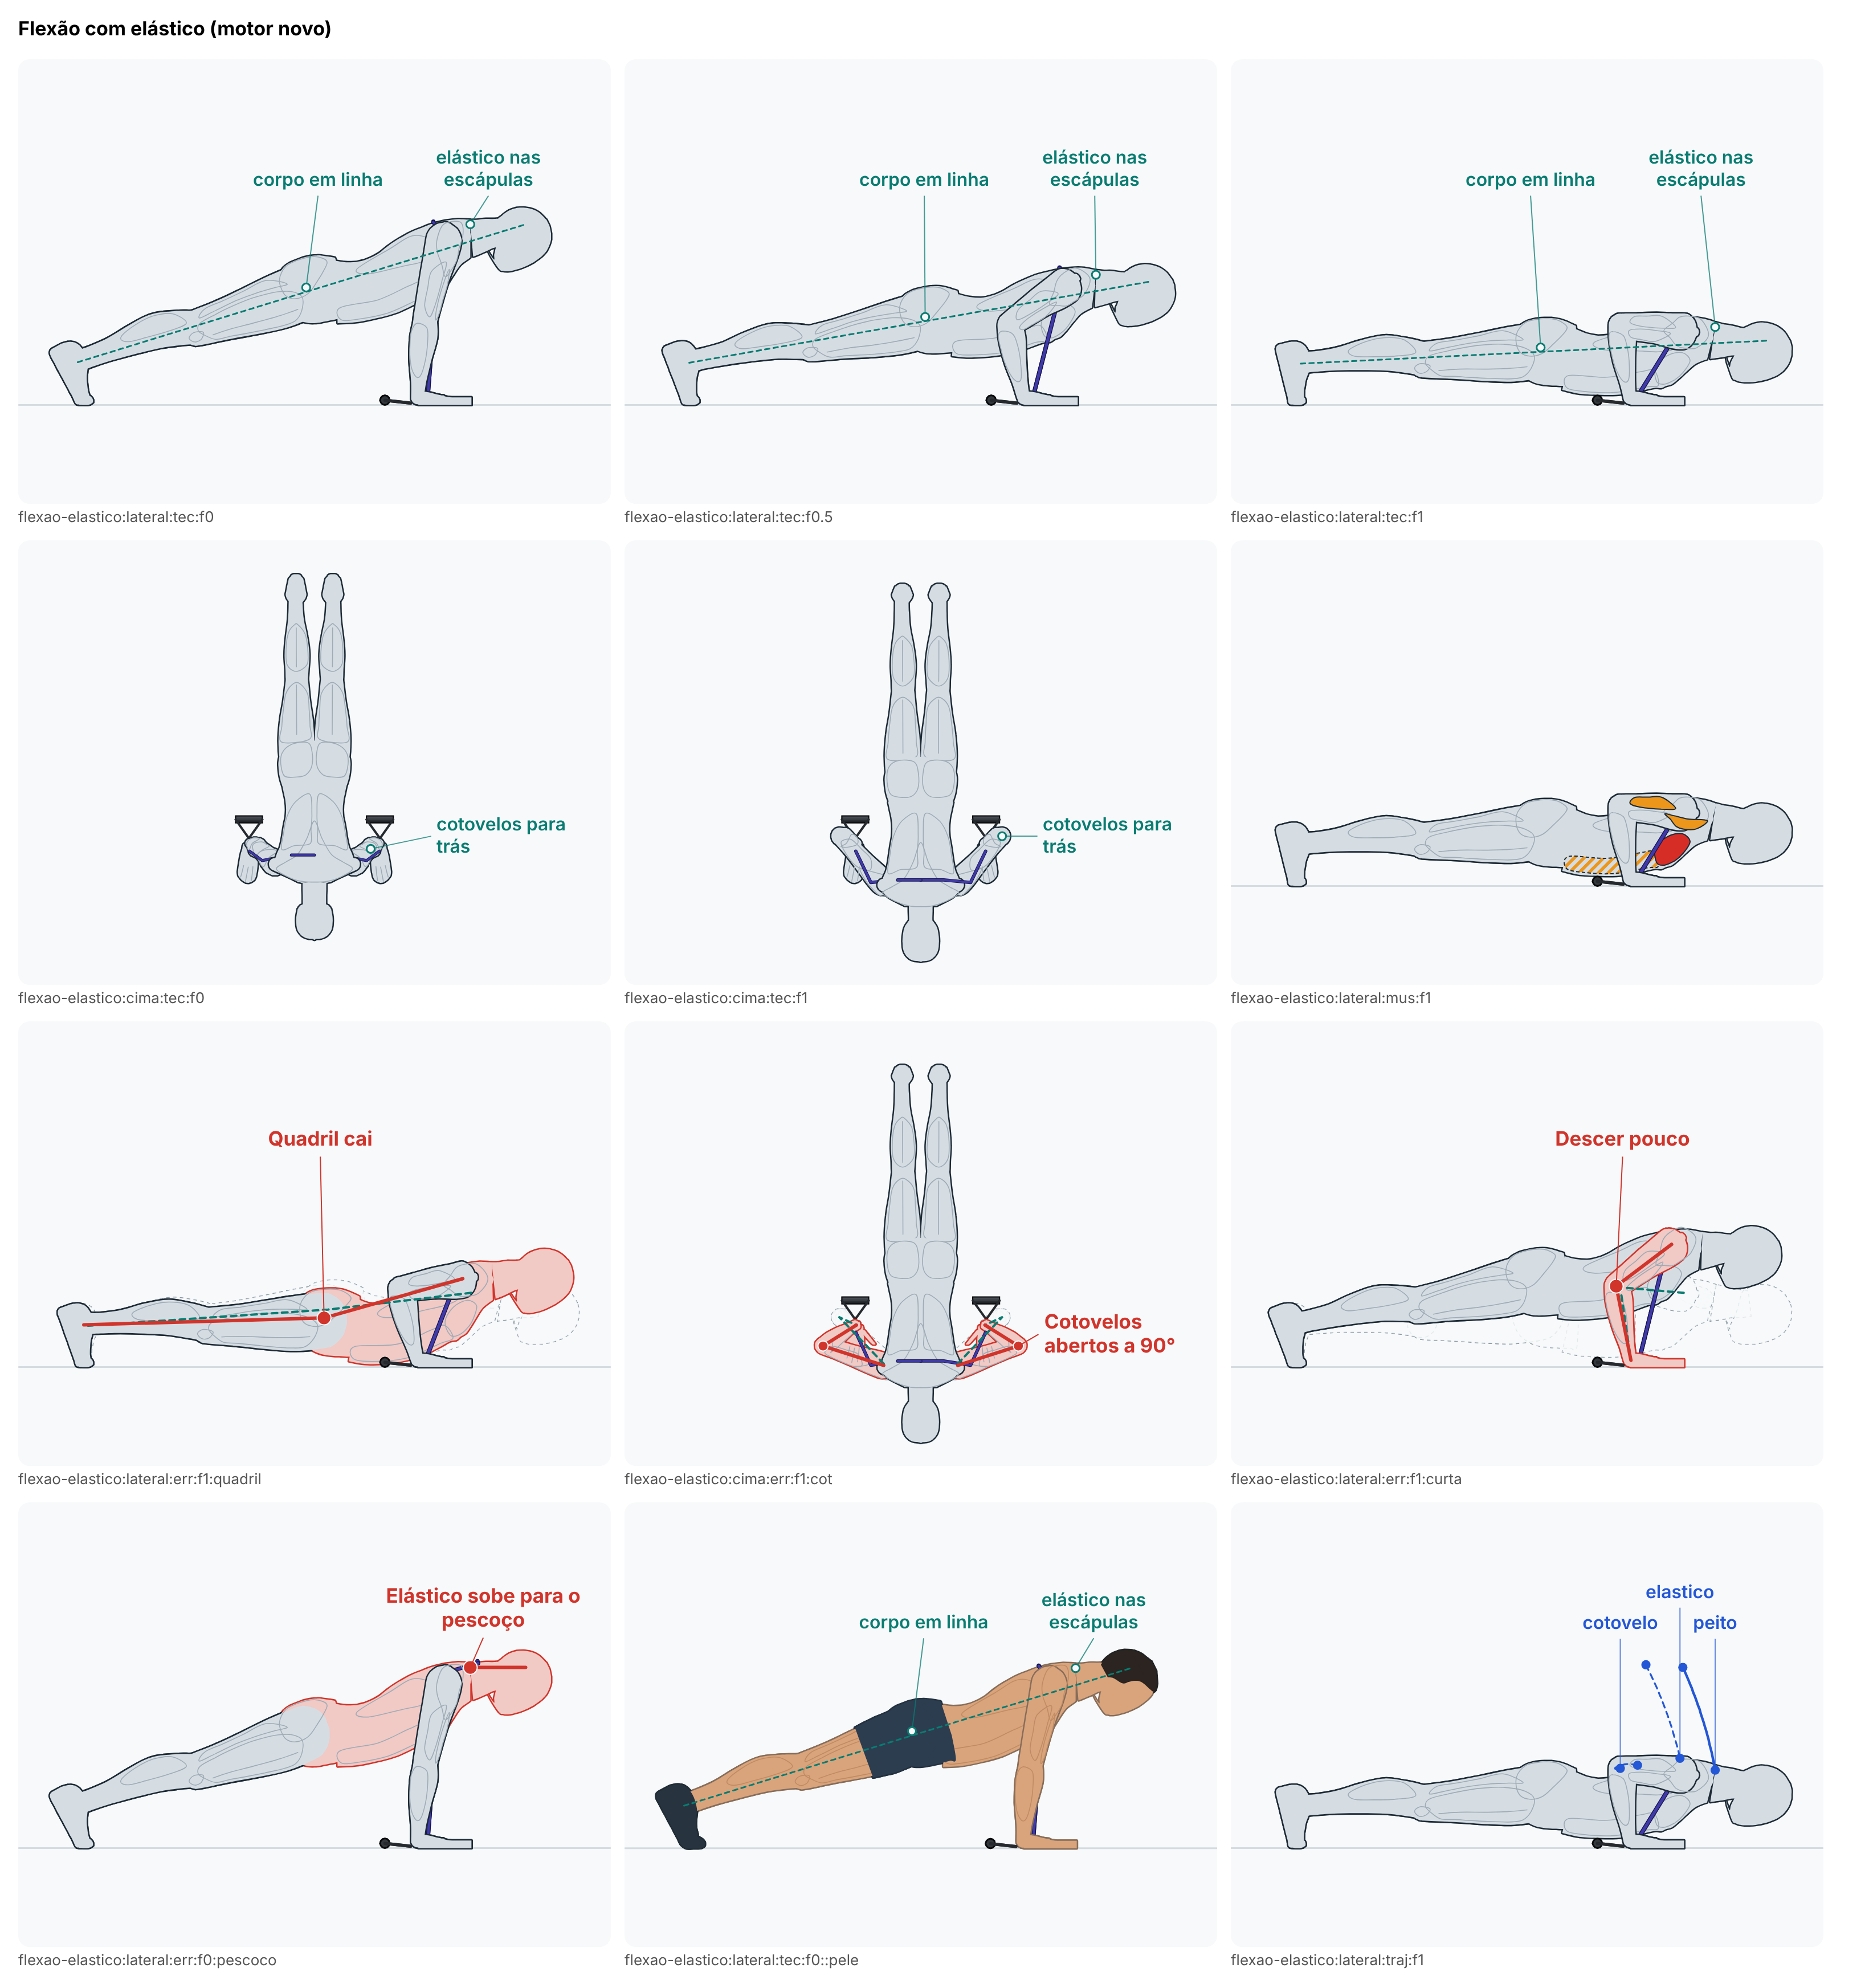 Flexão com elástico (motor novo)
corpo em linha
elástico nas
escápulas
flexao-elastico:lateral:tec:f0
corpo em linha
elástico nas
escápulas
flexao-elastico:lateral:tec:f0.5
corpo em linha
elástico nas
escápulas
flexao-elastico:lateral:tec:f1
cotovelos para
trás
flexao-elastico:cima:tec:f0
cotovelos para
trás
flexao-elastico:cima:tec:f1
flexao-elastico:lateral:mus:f1
Quadril cai
flexao-elastico:lateral:err:f1:quadril
Cotovelos
abertos a 90°
flexao-elastico:cima:err:f1:cot
Descer pouco
flexao-elastico:lateral:err:f1:curta
Elástico sobe para o
pescoço
flexao-elastico:lateral:err:f0:pescoco
corpo em linha
elástico nas
escápulas
flexao-elastico:lateral:tec:f0::pele
elastico
cotovelo
peito
flexao-elastico:lateral:traj:f1